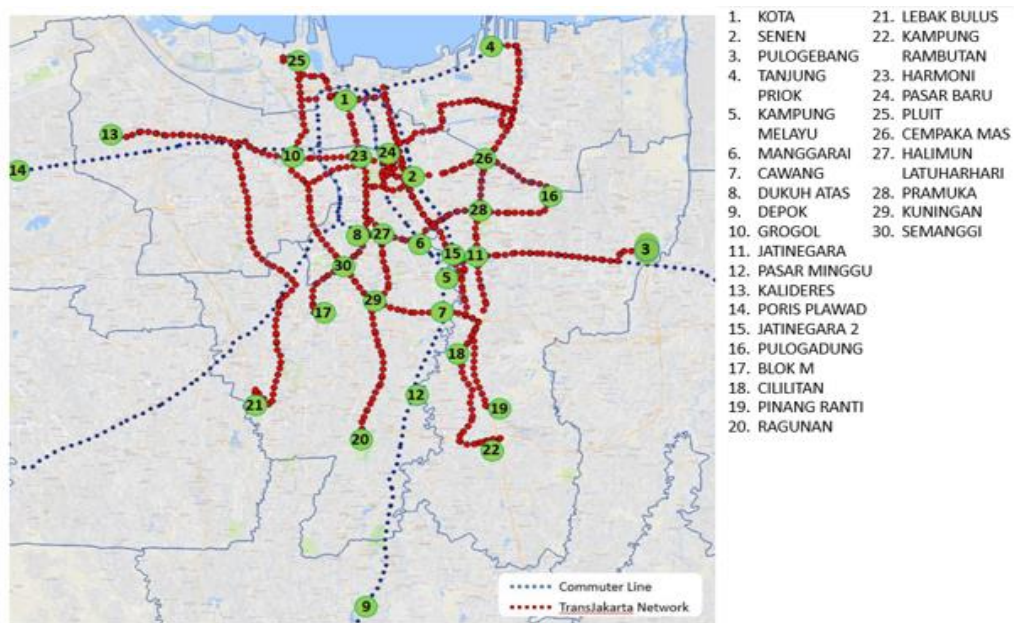 25
4
1
13
10
23
24
14
2
26
16
28
8
27
6
15
11
3
30
5
17
29
7
18
12
21
19
20
22
9
Commuter Line
TransJakarta Network
1. KOTA
2. SENEN
3. PULOGEBANG
4. TANJUNG
PRIOK
5. KAMPUNG
MELAYU
6. MANGGARAI
7. CAWANG
8. DUKUH ATAS
9. DEPOK
10. GROGOL
11. JATINEGARA
12. PASAR MINGGU
13. KALIDERES
14. PORIS PLAWAD
15. JATINEGARA 2
16. PULOGADUNG
17. BLOK M
18. CILILITAN
19. PINANG RANTI
20. RAGUNAN
21. LEBAK BULUS
22. KAMPUNG
RAMBUTAN
23. HARMONI
24. PASAR BARU
25. PLUIT
26. CEMPAKA MAS
27. HALIMUN
LATUHARHARI
28. PRAMUKA
29. KUNINGAN
30. SEMANGGI